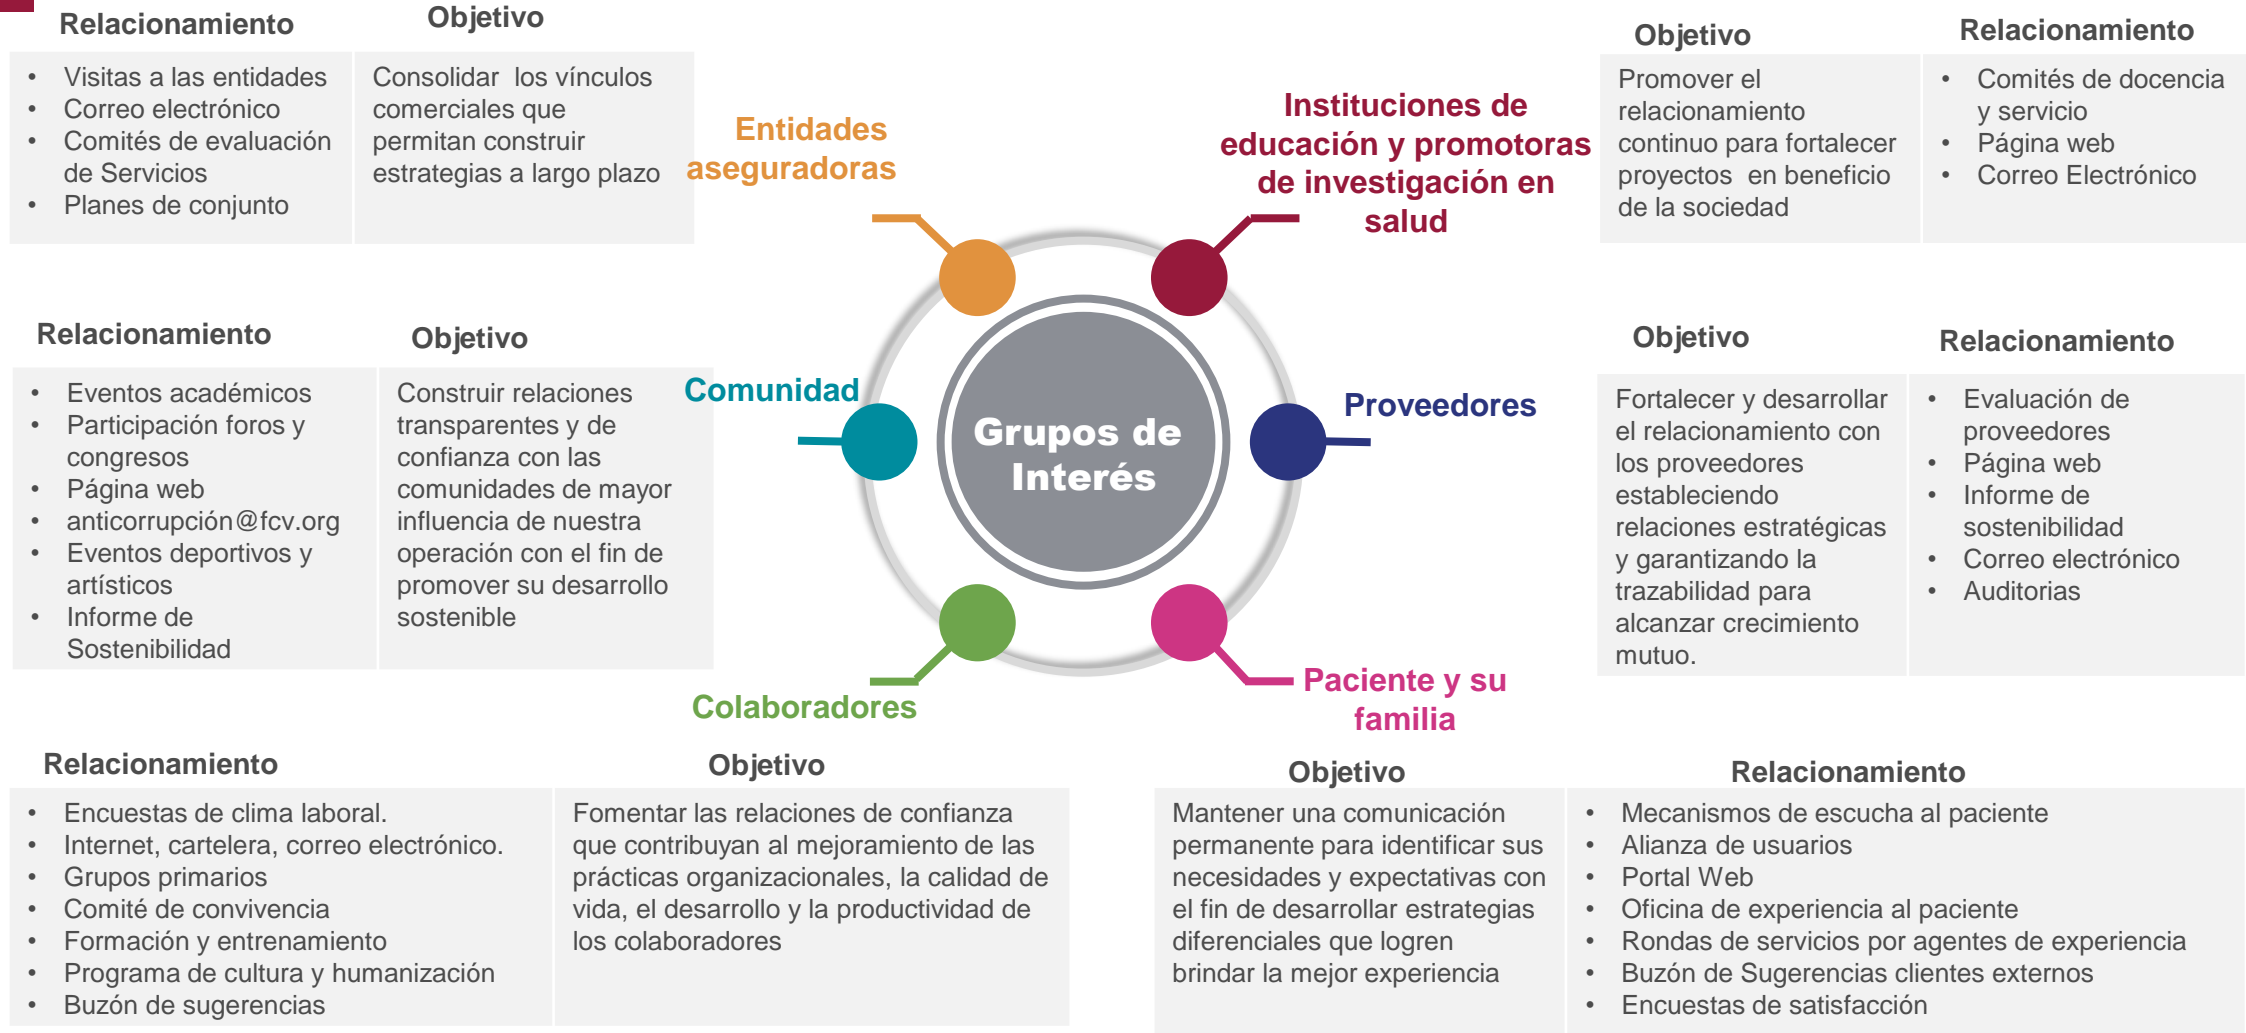 Relacionamiento
Objetivo
• Visitas a las entidades
• Correo electrónico
• Comités de evaluación
de Servicios
• Planes de conjunto
Consolidar  los vínculos
comerciales que
permitan construir
estrategias a largo plazo
Entidades
aseguradoras
Instituciones de
educación y promotoras
de investigación en
salud
Objetivo
Relacionamiento
Promover el
relacionamiento
continuo para fortalecer
proyectos  en beneficio
de la sociedad
• Comités de docencia
y servicio
• Página web
• Correo Electrónico
Relacionamiento
Objetivo
• Eventos académicos
• Participación foros y
congresos
• Página web
• anticorrupción@fcv.org
• Eventos deportivos y
artísticos
• Informe de
Sostenibilidad
Construir relaciones
transparentes y de
confianza con las
comunidades de mayor
influencia de nuestra
operación con el fin de
promover su desarrollo
sostenible
Comunidad
Grupos de
Interés
Proveedores
Objetivo
Relacionamiento
Fortalecer y desarrollar
el relacionamiento con
los proveedores
estableciendo
relaciones estratégicas
y garantizando la
trazabilidad para
alcanzar crecimiento
mutuo.
• Evaluación de
proveedores
• Página web
• Informe de
sostenibilidad
• Correo electrónico
• Auditorias
Colaboradores
Paciente y su
familia
Relacionamiento
Objetivo
• Encuestas de clima laboral.
• Internet, cartelera, correo electrónico.
• Grupos primarios
• Comité de convivencia
• Formación y entrenamiento
• Programa de cultura y humanización
• Buzón de sugerencias
Fomentar las relaciones de confianza
que contribuyan al mejoramiento de las
prácticas organizacionales, la calidad de
vida, el desarrollo y la productividad de
los colaboradores
Objetivo
Relacionamiento
Mantener una comunicación
permanente para identificar sus
necesidades y expectativas con
el fin de desarrollar estrategias
diferenciales que logren
brindar la mejor experiencia
• Mecanismos de escucha al paciente
• Alianza de usuarios
• Portal Web
• Oficina de experiencia al paciente
• Rondas de servicios por agentes de experiencia
• Buzón de Sugerencias clientes externos
• Encuestas de satisfacción